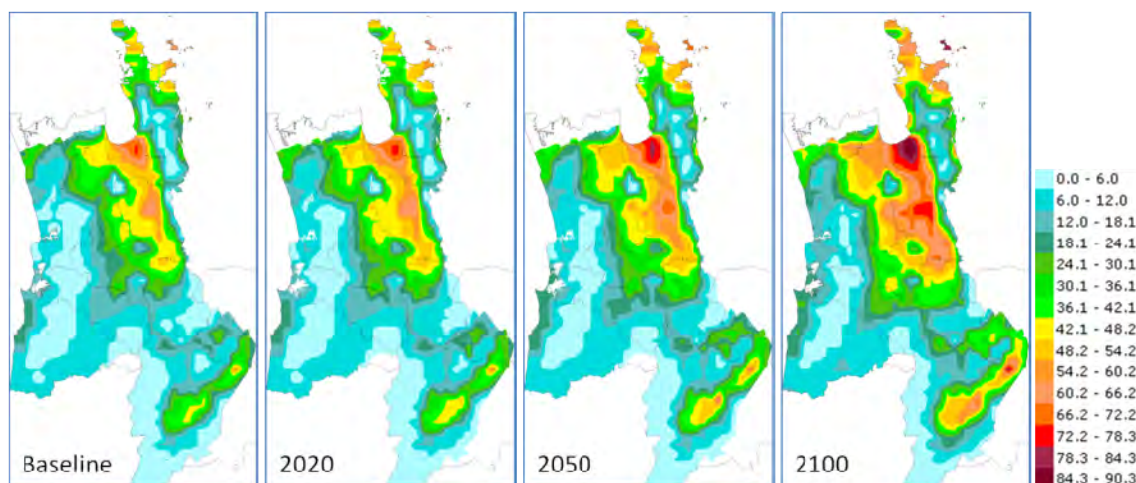 Baseline
2020
2050
2100
0.0 - 6.0
6.0 - 12.0
12.0 - 18.1
18.1 - 24.1
24.1 - 30.1
30.1 - 36.1
36.1 - 42.1
42.1 - 48.2
48.2 - 54.2
54.2 - 60.2
60.2 - 66.2
66.2 - 72.2
72.2 - 78.3
78.3 - 84.3
84.3 - 90.3